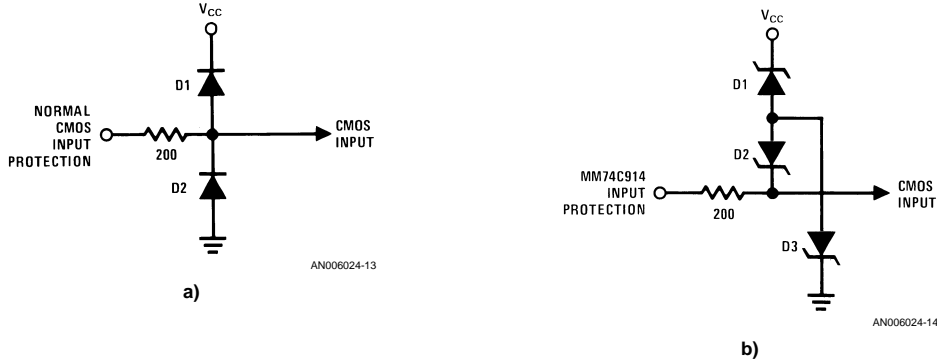 VCC
D1
NORMAL
CMOS
INPUT
PROTECTION
200
CMOS
INPUT
D2
AN006024-13
a)
VCC
D1
D2
MM74C914
INPUT
PROTECTION
200
CMOS
INPUT
D3
AN006024-14
b)